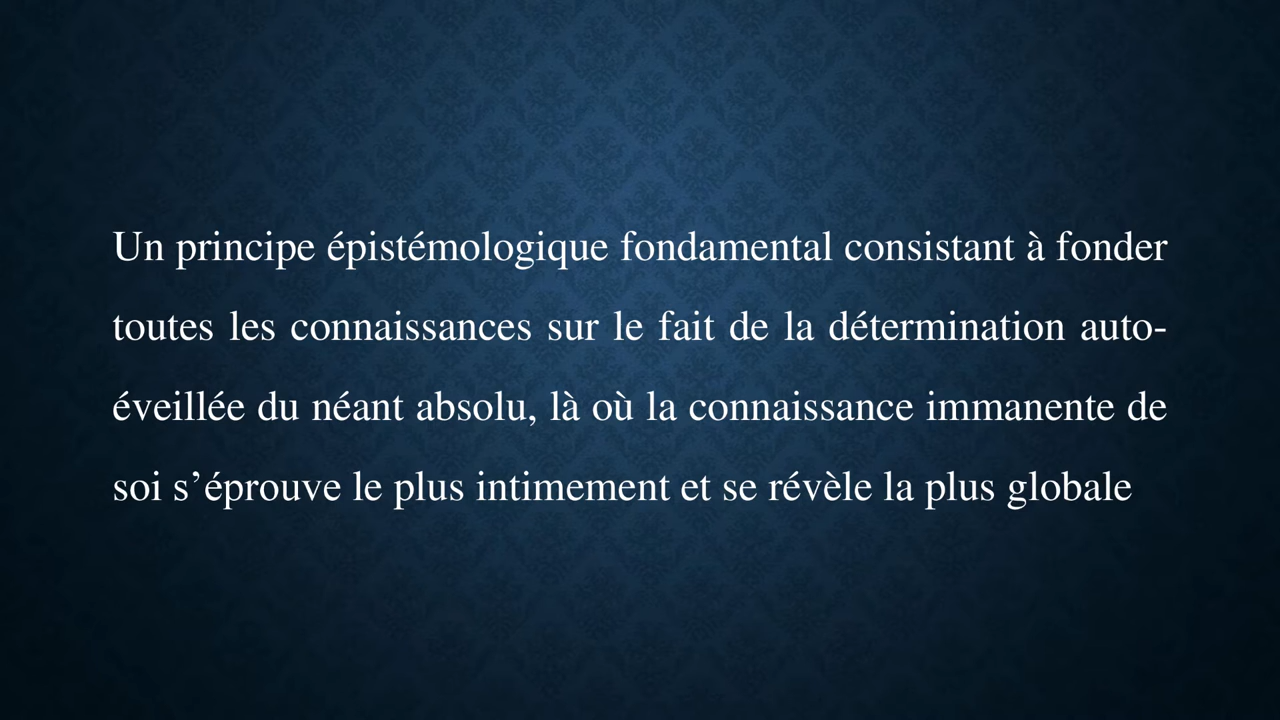 Un principe épistémologique fondamental consistant à fonder
toutes les connaissances sur le fait de la détermination auto-
éveillée du néant absolu, là où la connaissance immanente de
soi s’éprouve le plus intimement et se révèle la plus globale